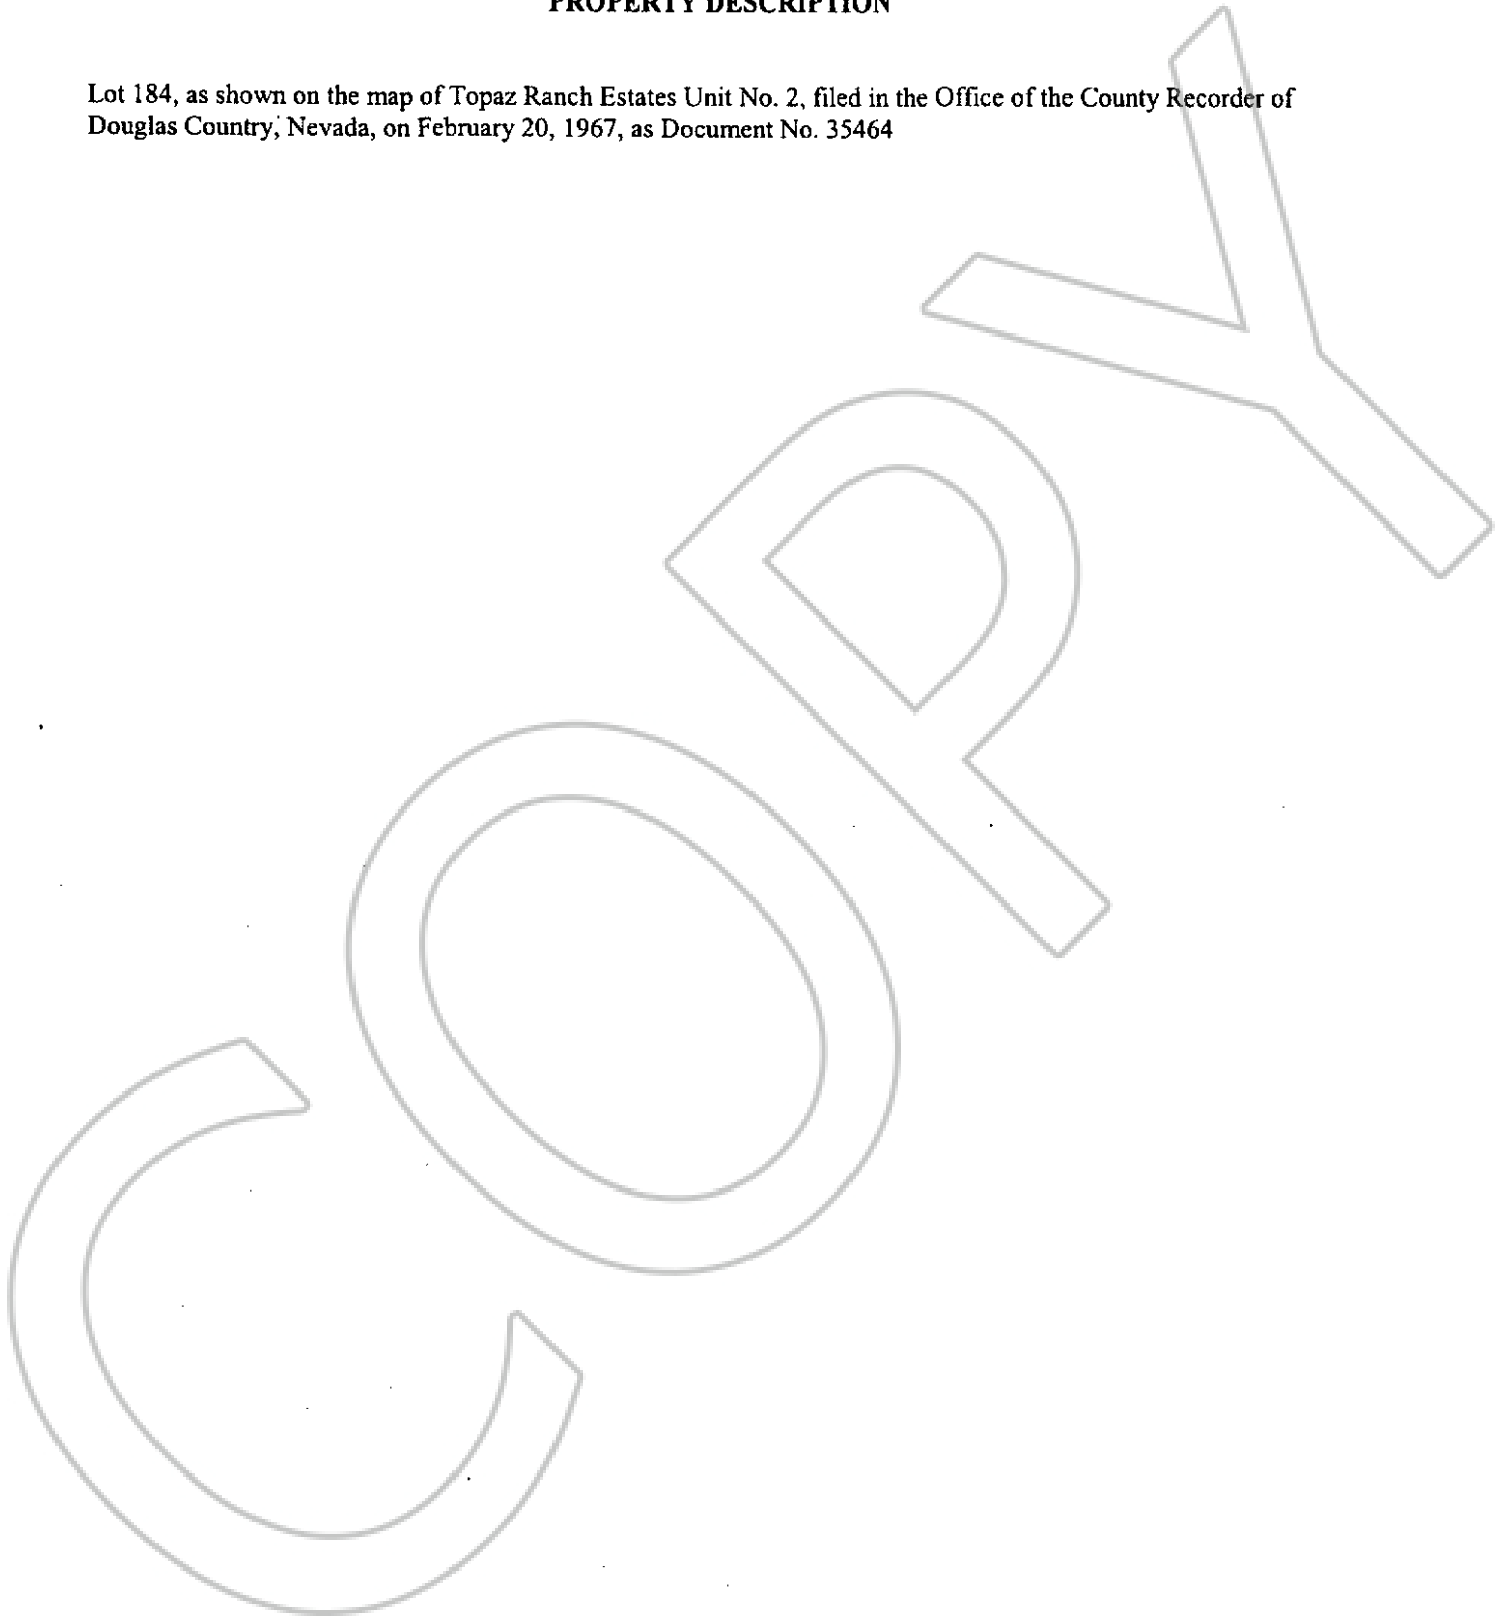 PROPERTY DESCRIPTION
Lot 184, as shown on the map of Topaz Ranch Estates Unit No. 2, filed in the Office of the County Recorder of
Douglas Country, Nevada, on February 20, 1967, as Document No. 35464
COPY